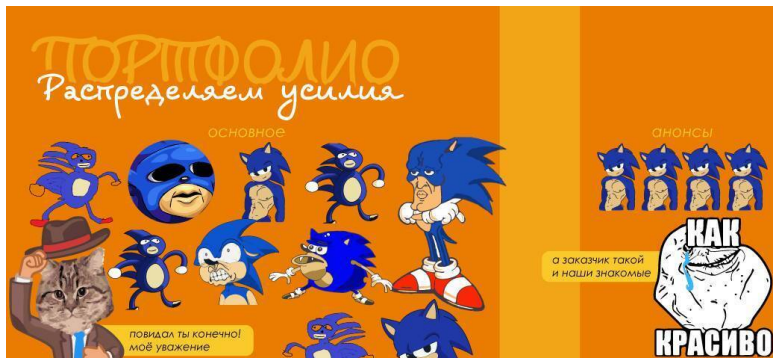 ПОРТФОЛИО
Распределяем усилия
основное
анонсы
КАК
а заказчик такой
и наши знакомые
повидал ты конечно!
моё уважение
КРАСИВО